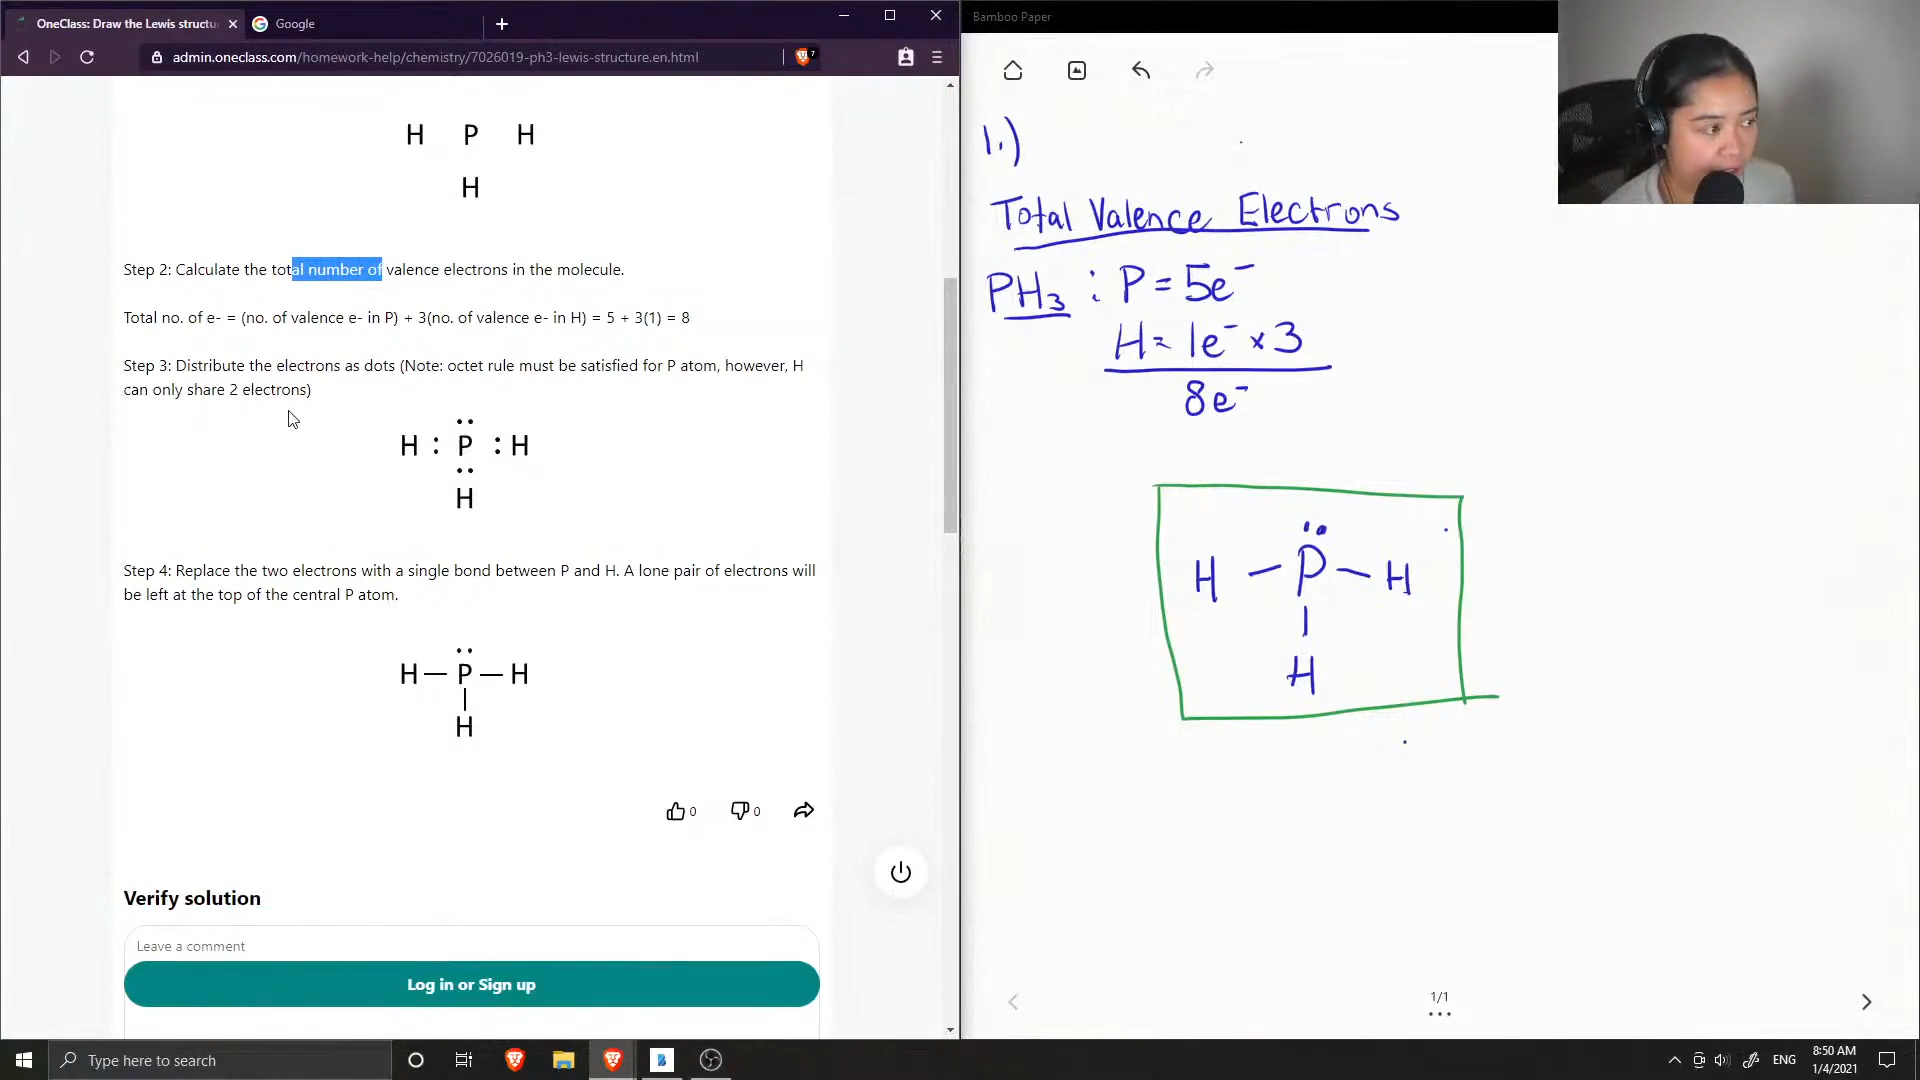 OneClass: Draw the Lewis structu
Google
admin.oneclass.com/homework-help/chemistry/7026019-ph3-lewis-structure.en.html
7
H P H
H
Step 2: Calculate the total number of valence electrons in the molecule.
Total no. of e- = (no. of valence e- in P) + 3(no. of valence e- in H) = 5 + 3(1) = 8
Step 3: Distribute the electrons as dots (Note: octet rule must be satisfied for P atom, however, H
can only share 2 electrons)
H : P : H
H
Step 4: Replace the two electrons with a single bond between P and H. A lone pair of electrons will
be left at the top of the central P atom.
H — P — H
H
0
0
Verify solution
Leave a comment
Log in or Sign up
Bamboo Paper
1.)
Total Valence Electrons
PH₃ : P = 5e⁻
H = 1e⁻ × 3
8e⁻
H — P — H
H
1/1
Type here to search
B
ENG
8:50 AM
1/4/2021